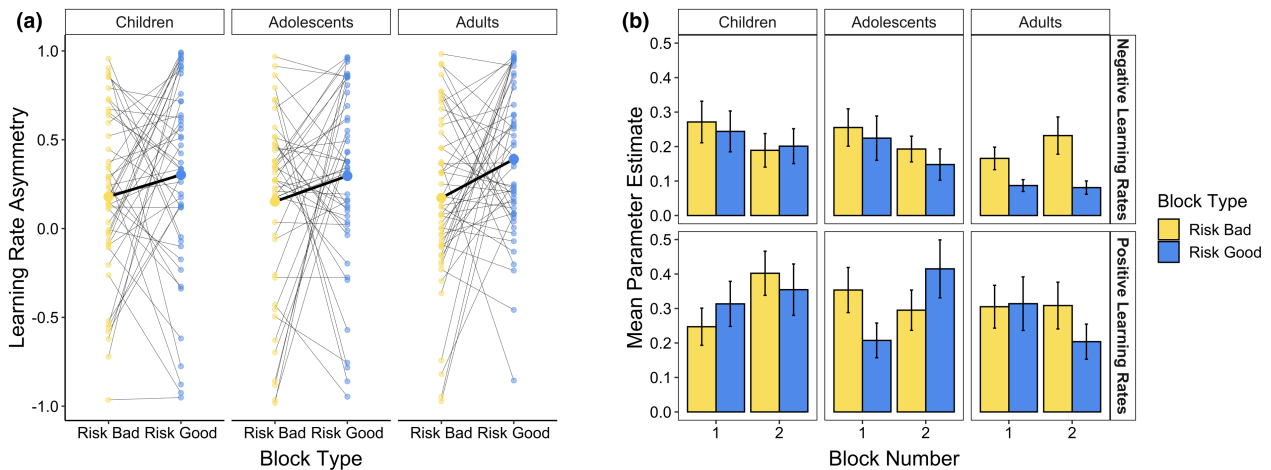 (a)
Children
Adolescents
Adults
Learning Rate Asymmetry
1.0
0.5
0.0
-0.5
-1.0
Risk Bad Risk Good
Risk Bad Risk Good
Risk Bad Risk Good
Block Type
(b)
Children
Adolescents
Adults
Mean Parameter Estimate
0.5
0.4
0.3
0.2
0.1
0.0
Negative Learning Rates
0.5
0.4
0.3
0.2
0.1
0.0
Positive Learning Rates
1 2
1 2
1 2
Block Number
Block Type
Risk Bad
Risk Good